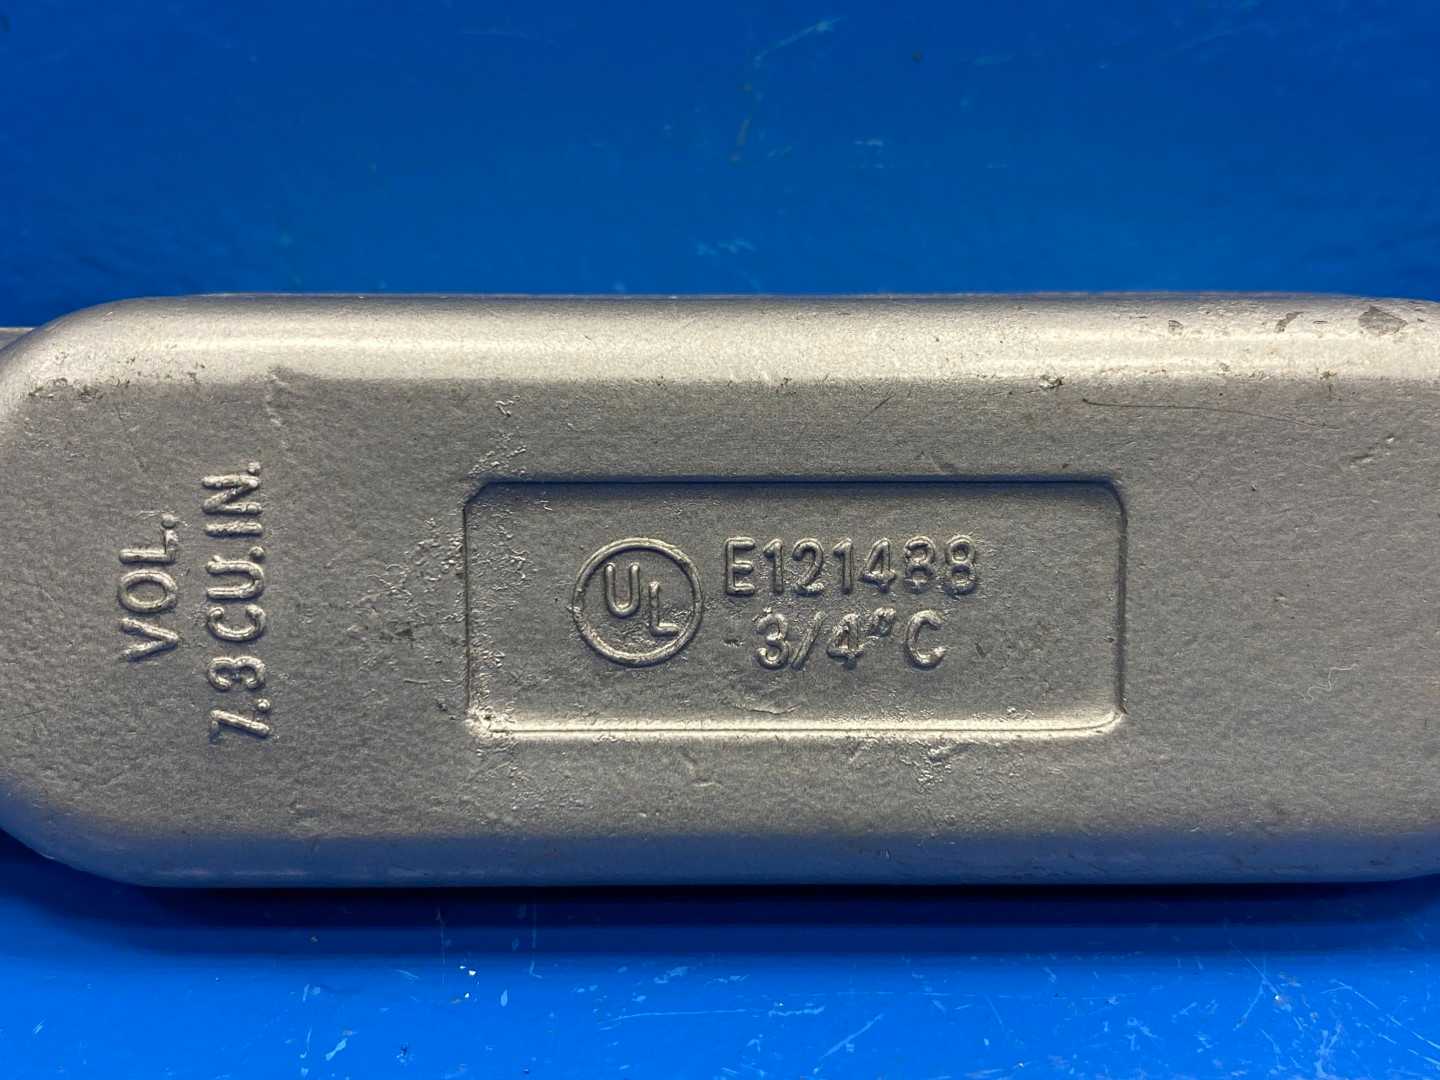 VOL.
7.3 CU.IN.
UL E121488
3/4" C